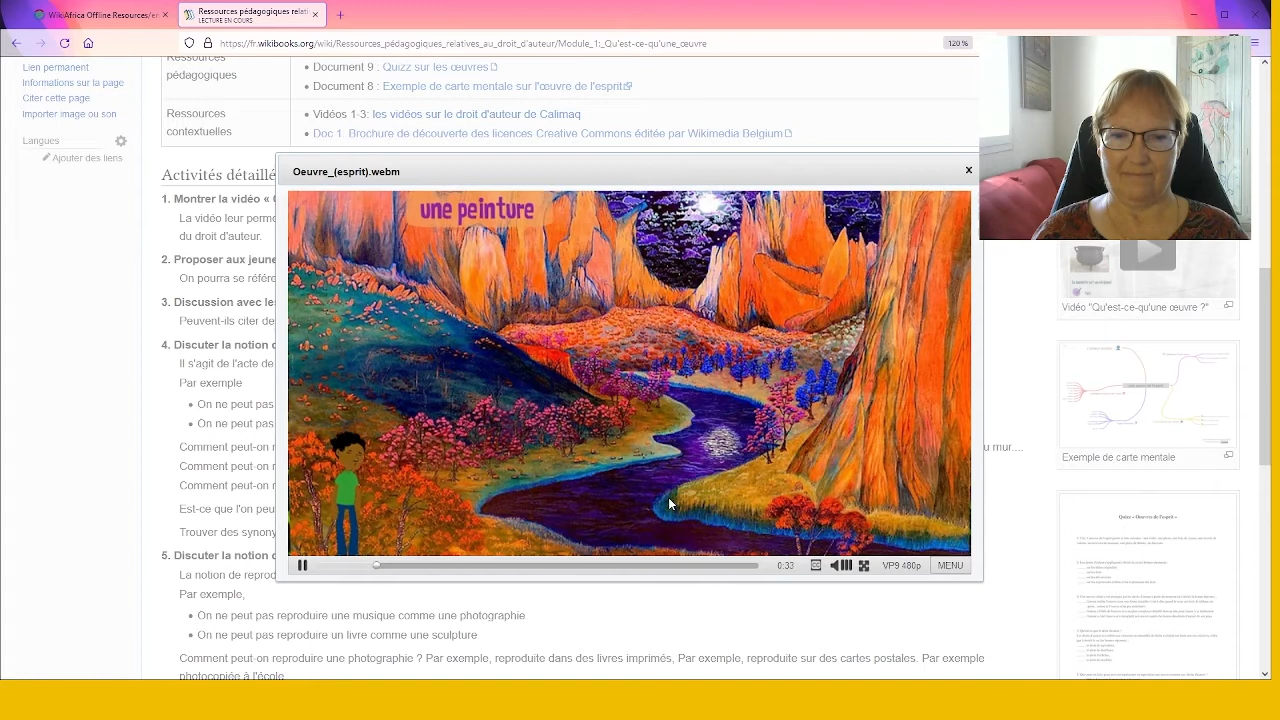 WikiAfrica Offline Resources/en
Ressources pédagogiques relati
LECTURE EN COURS
https://fr.wikibooks.org/wiki/Ressources_pédagogiques_relatives_au_droit_d'auteur/Module_1:_Qu'est-ce-qu'une_œuvre
120 %
Lien permanent
Informations sur la page
Citer cette page
Importer image ou son
Langues
Ajouter des liens
Ressources
pédagogiques
Document 9 : Quizz sur les œuvres
Document 8 : Exemple de carte mentale sur l'œuvre de l'esprit
Ressources
contextuelles
Vidéos 1-3: les vidéos sur le droit d'auteur de Calimaq
Doc 1. Brochure de découverte des licences Creative Commons éditée par Wikimedia Belgium
Activités détaillé
1. Montrer la vidéo «
La vidéo leur perme
du droit d'auteur.
2. Proposer aux jeune
On pourra se référe
3. Discussion avec les
Peuvent-ils citer de
4. Discuter la notion
Il s'agit de l'acte de
Par exemple
On ne peut pas
On ne peut pas
Comment peut-on
u mur....
Comment peut-on
Comment peut-on
Est-ce que l'on peu
Trouver des synony
5. Discuter la notion
La notion de reprod
Par exemple,
On ne peut pas reproduire une musique comme une photographie
On ne peut pas reproduire un livre comme une sculpture
Comment peut-on reproduire une photographie ? Par exemple, reproduite dans des livres imprimés, Par exemple, reproduite sur des cartes postales. Par exemple
photocopiée à l'école
Oeuvre_(esprit).webm
x
une peinture
0:33
CC
VP9 480p
MENU
Vidéo "Qu'est-ce qu'une œuvre ?"
Exemple de carte mentale
Quizz « Oeuvres de l'esprit »